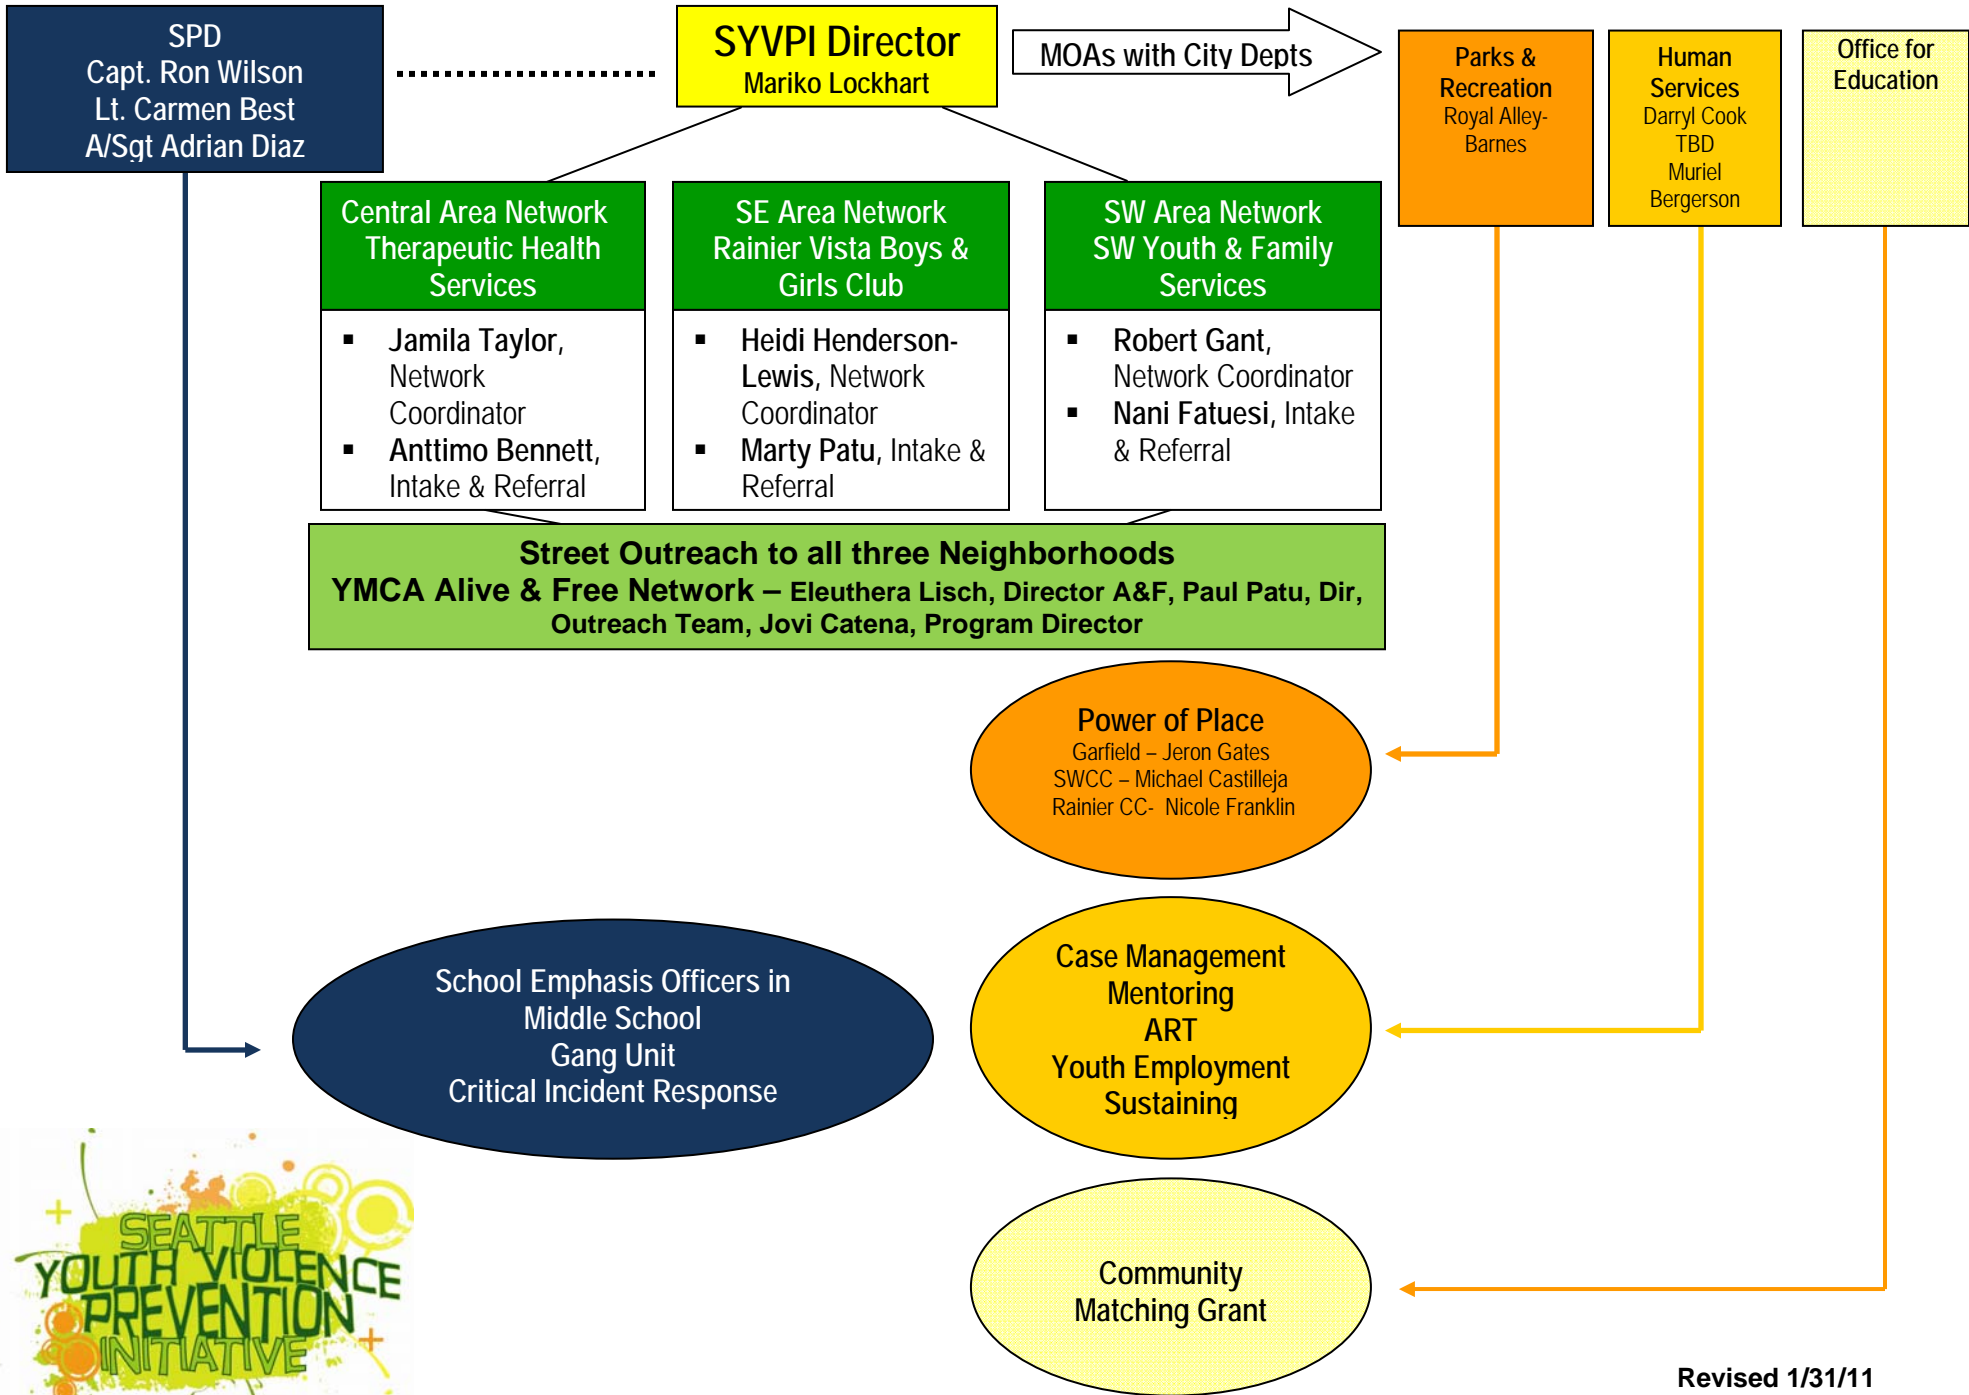 SPD
Capt. Ron Wilson
Lt. Carmen Best
A/Sgt Adrian Diaz
SYVPI Director
Mariko Lockhart
MOAs with City Depts
Parks &
Recreation
Royal Alley-
Barnes
Human
Services
Darryl Cook
TBD
Muriel
Bergerson
Office for
Education
Central Area Network
Therapeutic Health
Services
▪ Jamila Taylor,
Network
Coordinator
▪ Anttimo Bennett,
Intake & Referral
SE Area Network
Rainier Vista Boys &
Girls Club
▪ Heidi Henderson-
Lewis, Network
Coordinator
▪ Marty Patu, Intake &
Referral
SW Area Network
SW Youth & Family
Services
▪ Robert Gant,
Network Coordinator
▪ Nani Fatuesi, Intake
& Referral
Street Outreach to all three Neighborhoods
YMCA Alive & Free Network – Eleuthera Lisch, Director A&F, Paul Patu, Dir,
Outreach Team, Jovi Catena, Program Director
Power of Place
Garfield – Jeron Gates
SWCC – Michael Castilleja
Rainier CC- Nicole Franklin
School Emphasis Officers in
Middle School
Gang Unit
Critical Incident Response
Case Management
Mentoring
ART
Youth Employment
Sustaining
Community
Matching Grant
SEATTLE
YOUTH VIOLENCE
PREVENTION
INITIATIVE
Revised 1/31/11